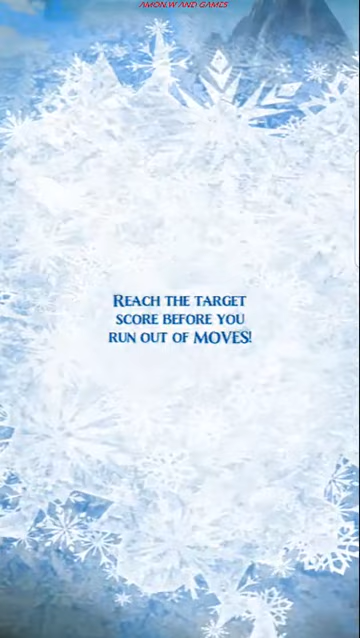 AMON.W AND GAMES
REACH THE TARGET
SCORE BEFORE YOU
RUN OUT OF MOVES!